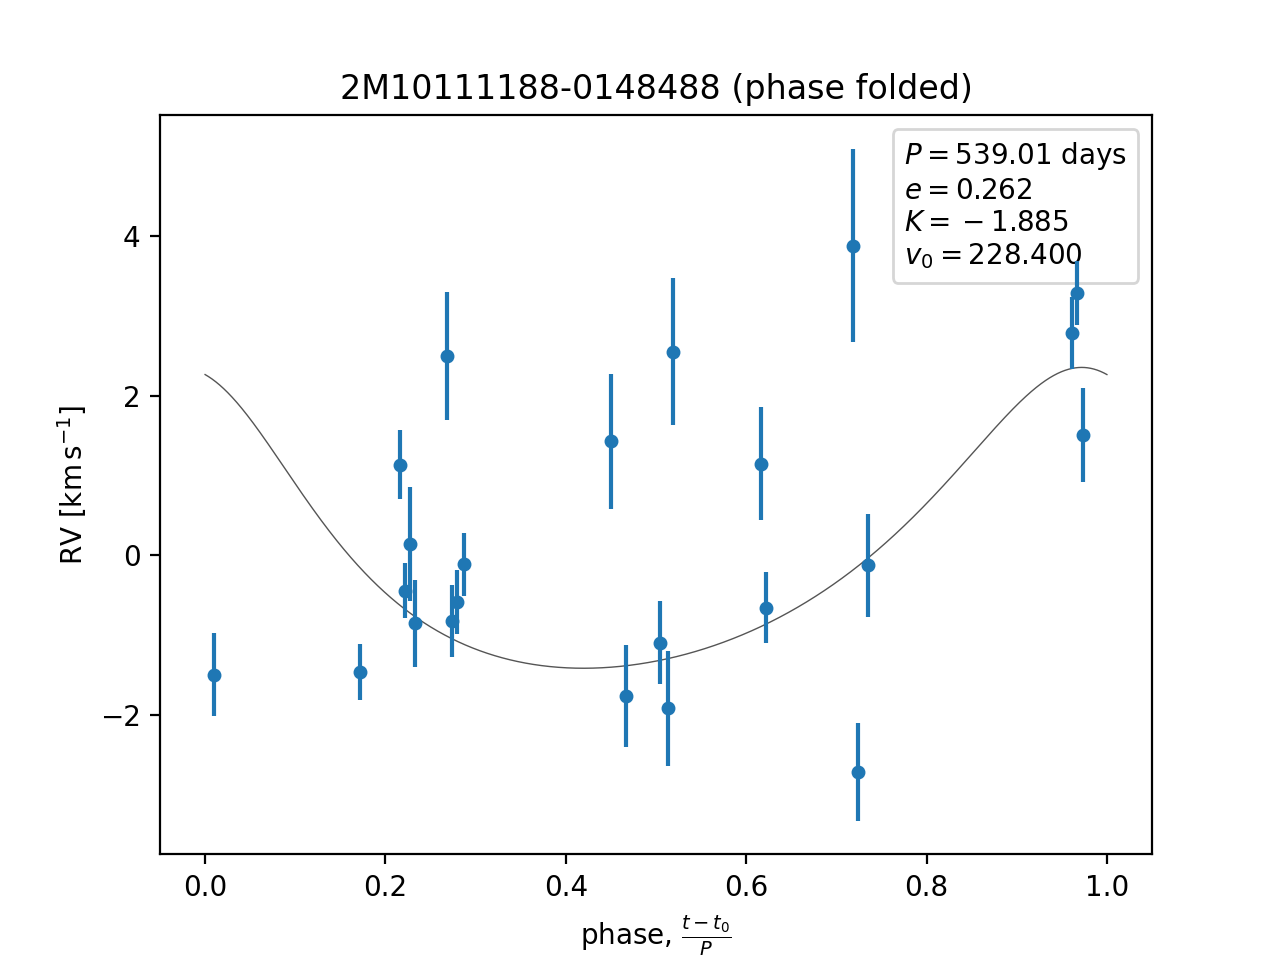 2M10111188-0148488 (phase folded)
P = 539.01 days
e = 0.262
K = −1.885
v₀ = 228.400
RV [km s⁻¹]
4
2
0
−2
0.0 0.2 0.4 0.6 0.8 1.0
phase, (t − t₀)/P